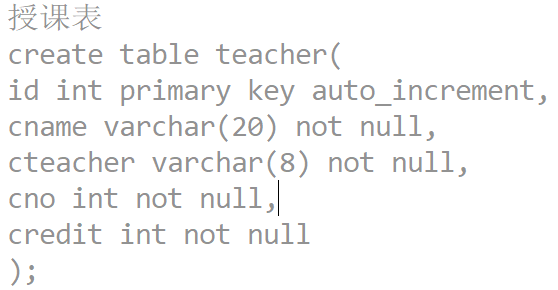 授课表
create table teacher(
id int primary key auto_increment,
cname varchar(20) not null,
cteacher varchar(8) not null,
cno int not null,
credit int not null
);